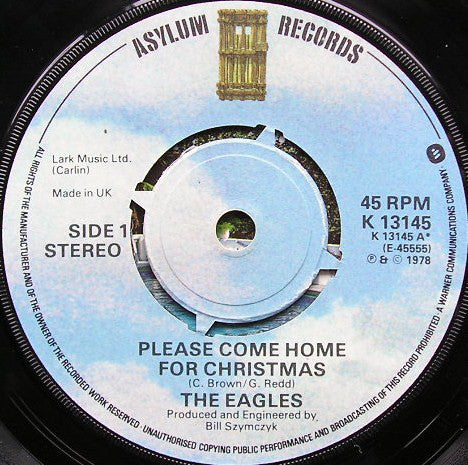 ASYLUM RECORDS
Lark Music Ltd.
(Carlin)
Made in UK
SIDE 1
STEREO
45 RPM
K 13145
K 13145 A*
(E-45555)
℗ & © 1978
PLEASE COME HOME
FOR CHRISTMAS
(C. Brown/G. Redd)
THE EAGLES
Produced and Engineered by
Bill Szymczyk
ALL RIGHTS OF THE MANUFACTURER AND OF THE OWNER OF THE RECORDED WORK RESERVED · UNAUTHORISED COPYING PUBLIC PERFORMANCE AND BROADCASTING OF THIS RECORD PROHIBITED · A WARNER COMMUNICATIONS COMPANY